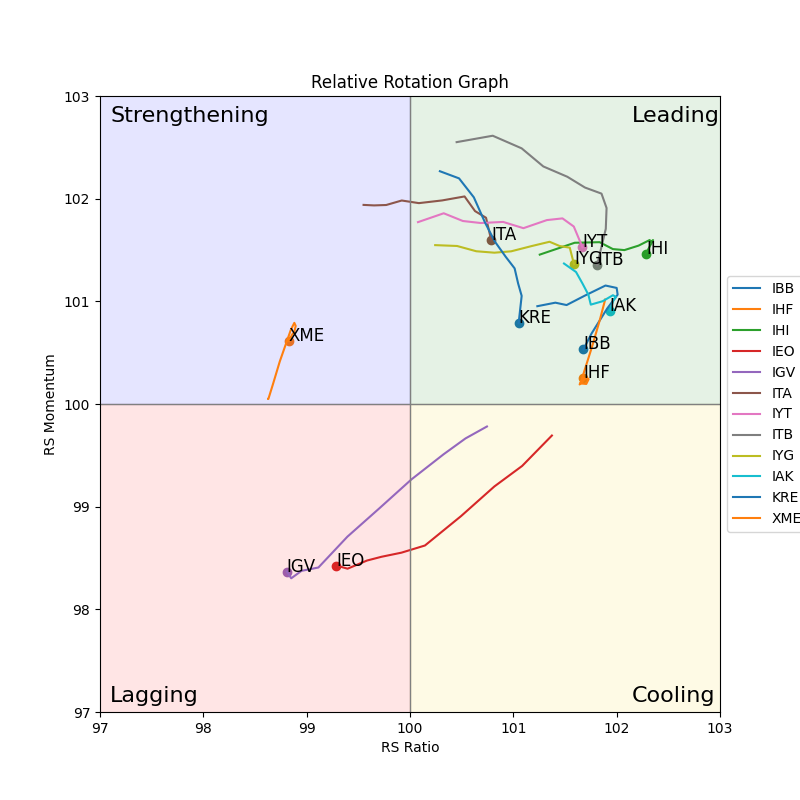 Relative Rotation Graph
103
Strengthening
Leading
102
ITA
IYT
IHI
IYG
ITB
101
KRE
IAK
XME
IBB
IHF
100
RS Momentum
99
IGV
IEO
98
Lagging
Cooling
97
97
98
99
100
101
102
103
RS Ratio
IBB
IHF
IHI
IEO
IGV
ITA
IYT
ITB
IYG
IAK
KRE
XME